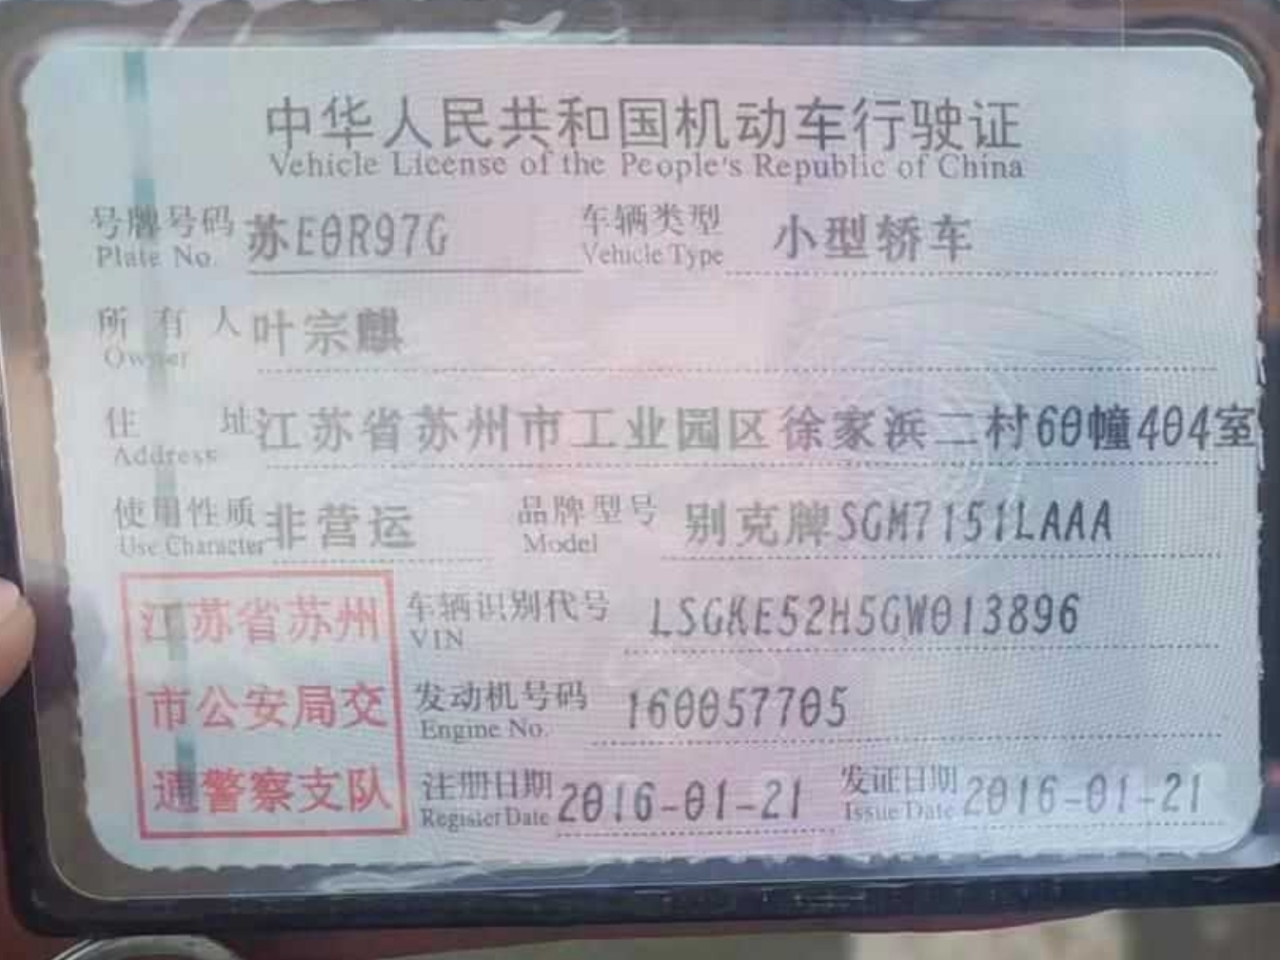 中华人民共和国机动车行驶证
Vehicle License of the People's Republic of China
号牌号码 苏E0R97G 车辆类型 小型轿车
Plate No. Vehicle Type
所有人 叶宗麒
Owner
住址 江苏省苏州市工业园区徐家浜二村60幢404室
Address
使用性质 非营运 品牌型号 别克牌SGM7151LAAA
Use Character Model
江苏省苏州
市公安局交
通警察支队
车辆识别代号 LSGKE52H5GW013896
VIN
发动机号码 160057705
Engine No.
注册日期 2016-01-21 发证日期 2016-01-21
Register Date Issue Date